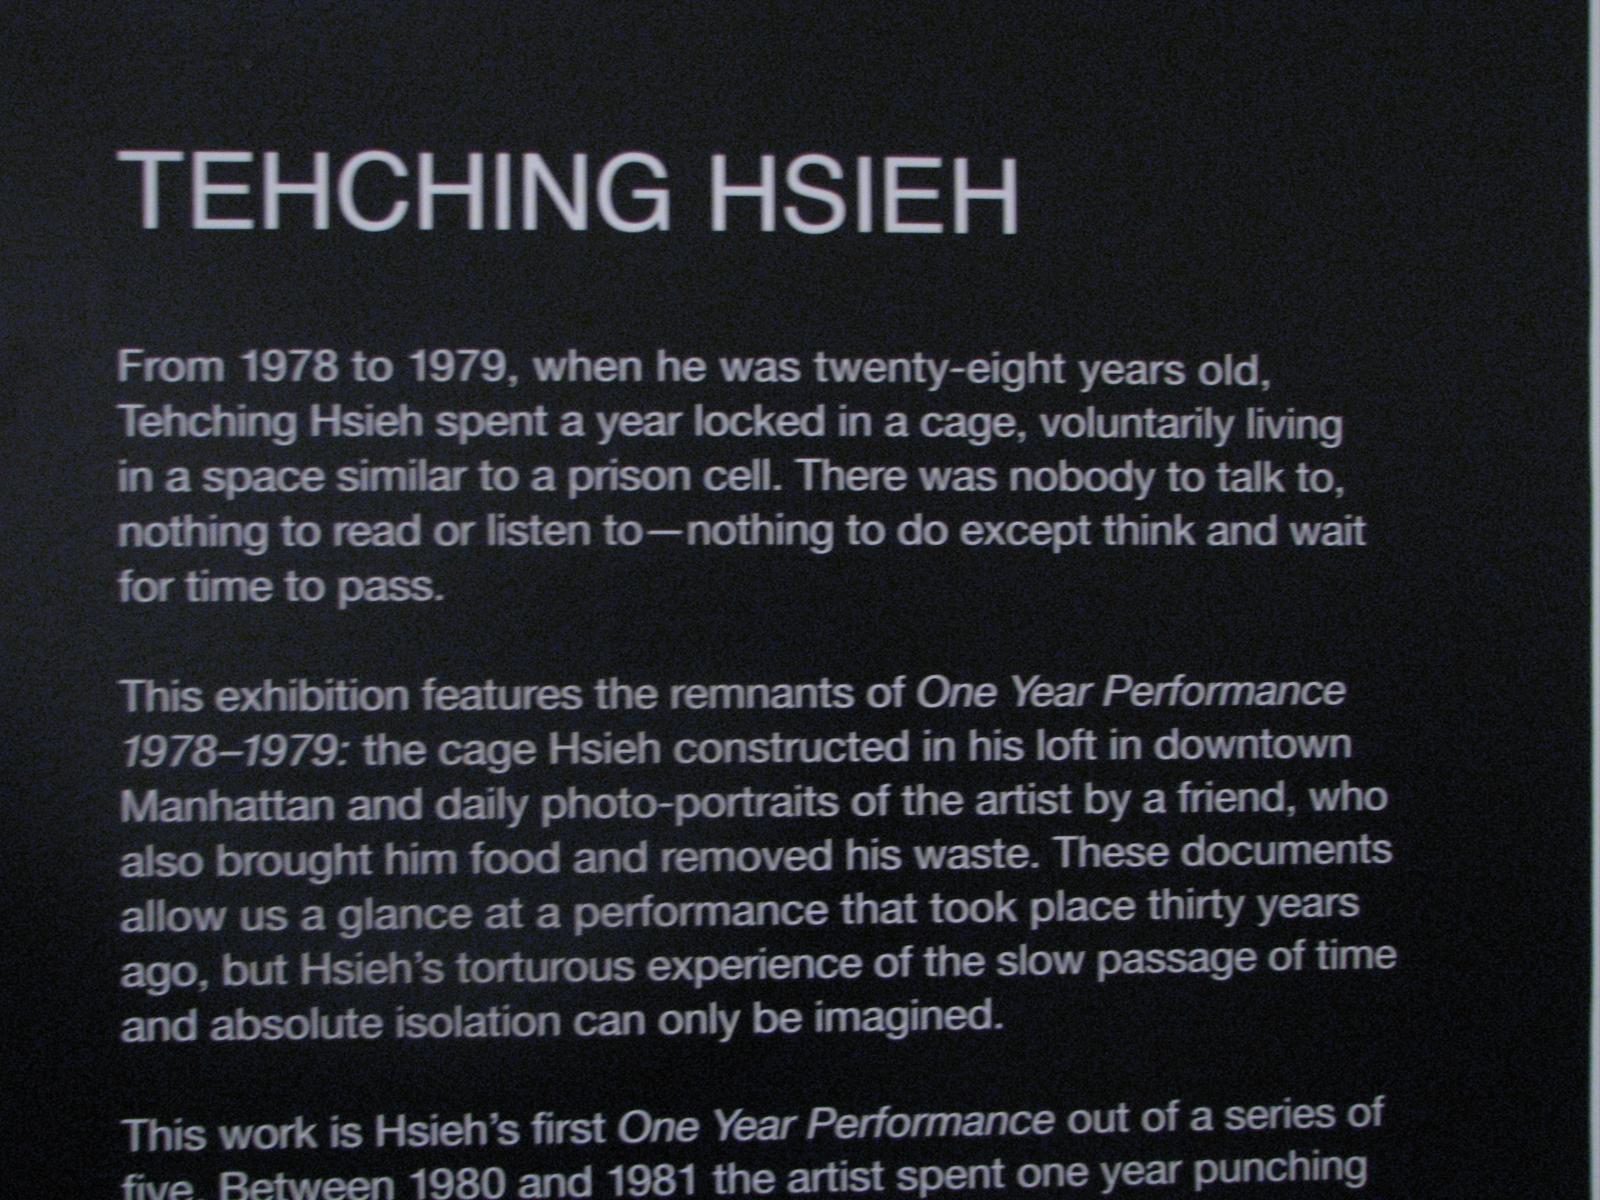 TEHCHING HSIEH
From 1978 to 1979, when he was twenty-eight years old,
Tehching Hsieh spent a year locked in a cage, voluntarily living
in a space similar to a prison cell. There was nobody to talk to,
nothing to read or listen to—nothing to do except think and wait
for time to pass.
This exhibition features the remnants of One Year Performance
1978–1979: the cage Hsieh constructed in his loft in downtown
Manhattan and daily photo-portraits of the artist by a friend, who
also brought him food and removed his waste. These documents
allow us a glance at a performance that took place thirty years
ago, but Hsieh’s torturous experience of the slow passage of time
and absolute isolation can only be imagined.
This work is Hsieh’s first One Year Performance out of a series of
five. Between 1980 and 1981 the artist spent one year punching